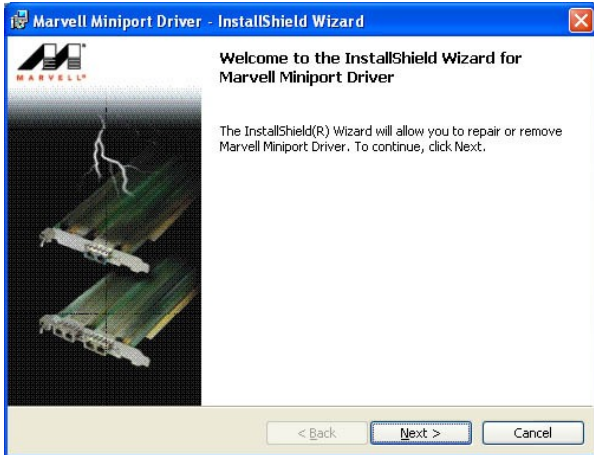 Marvell Miniport Driver - InstallShield Wizard
MARVELL®
Welcome to the InstallShield Wizard for
Marvell Miniport Driver
The InstallShield(R) Wizard will allow you to repair or remove
Marvell Miniport Driver. To continue, click Next.
< Back
Next >
Cancel